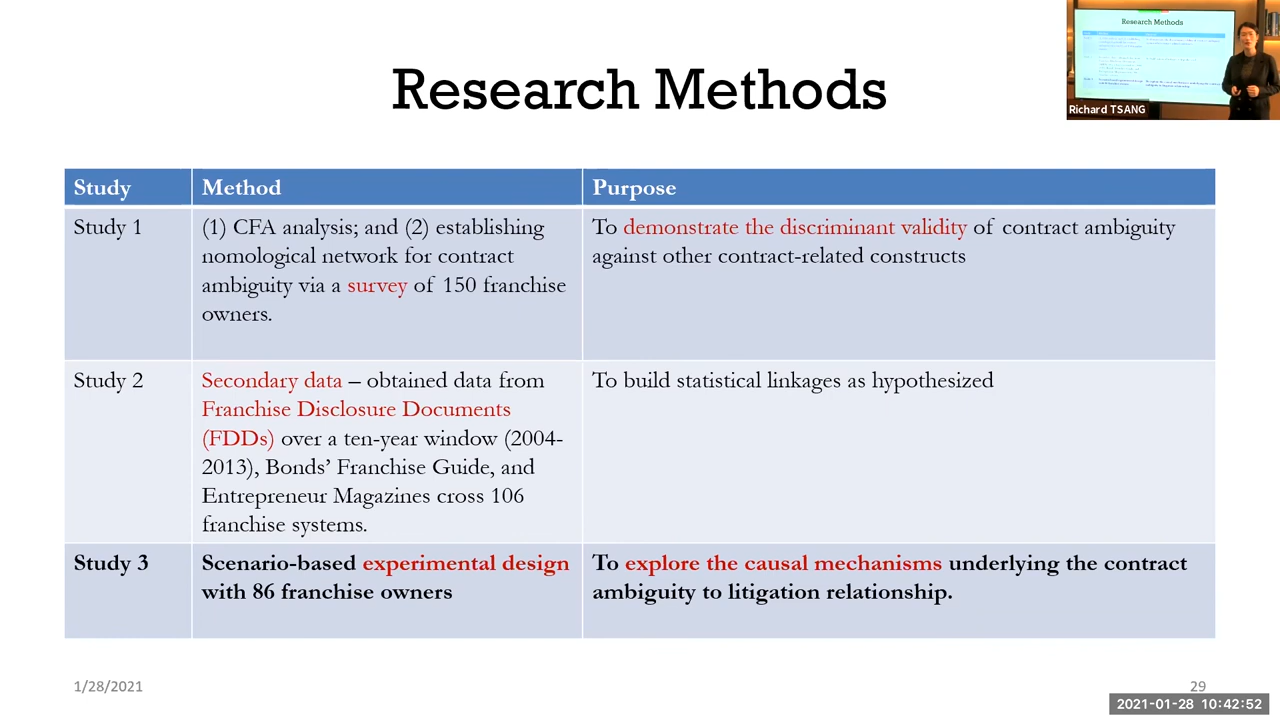 Research Methods
Research Methods
Richard TSANG
Study Method Purpose
Study 1
(1) CFA analysis; and (2) establishing
nomological network for contract
ambiguity via a survey of 150 franchise
owners.
To demonstrate the discriminant validity of contract ambiguity
against other contract-related constructs
Study 2
Secondary data – obtained data from
Franchise Disclosure Documents
(FDDs) over a ten-year window (2004-
2013), Bonds’ Franchise Guide, and
Entrepreneur Magazines cross 106
franchise systems.
To build statistical linkages as hypothesized
Study 3
Scenario-based experimental design
with 86 franchise owners
To explore the causal mechanisms underlying the contract
ambiguity to litigation relationship.
1/28/2021
29
2021-01-28 10:42:52